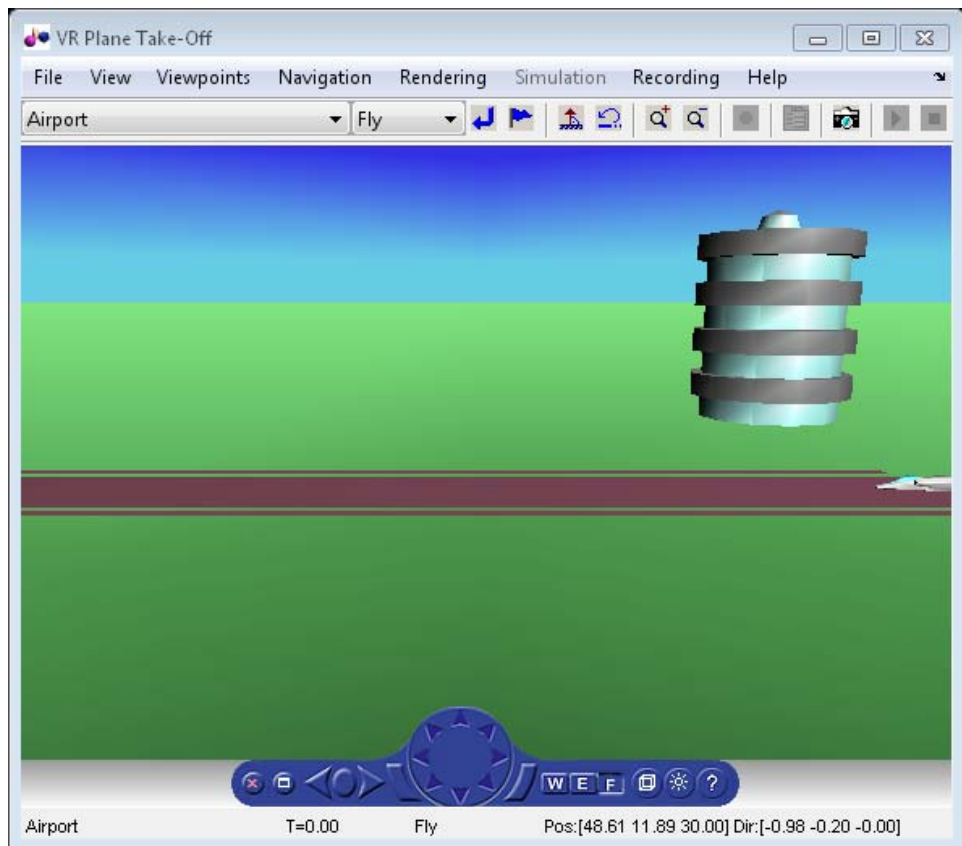 VR Plane Take-Off
File View Viewpoints Navigation Rendering Simulation Recording Help
Airport Fly
W E F ?
Airport T=0.00 Fly Pos:[48.61 11.89 30.00] Dir:[-0.98 -0.20 -0.00]